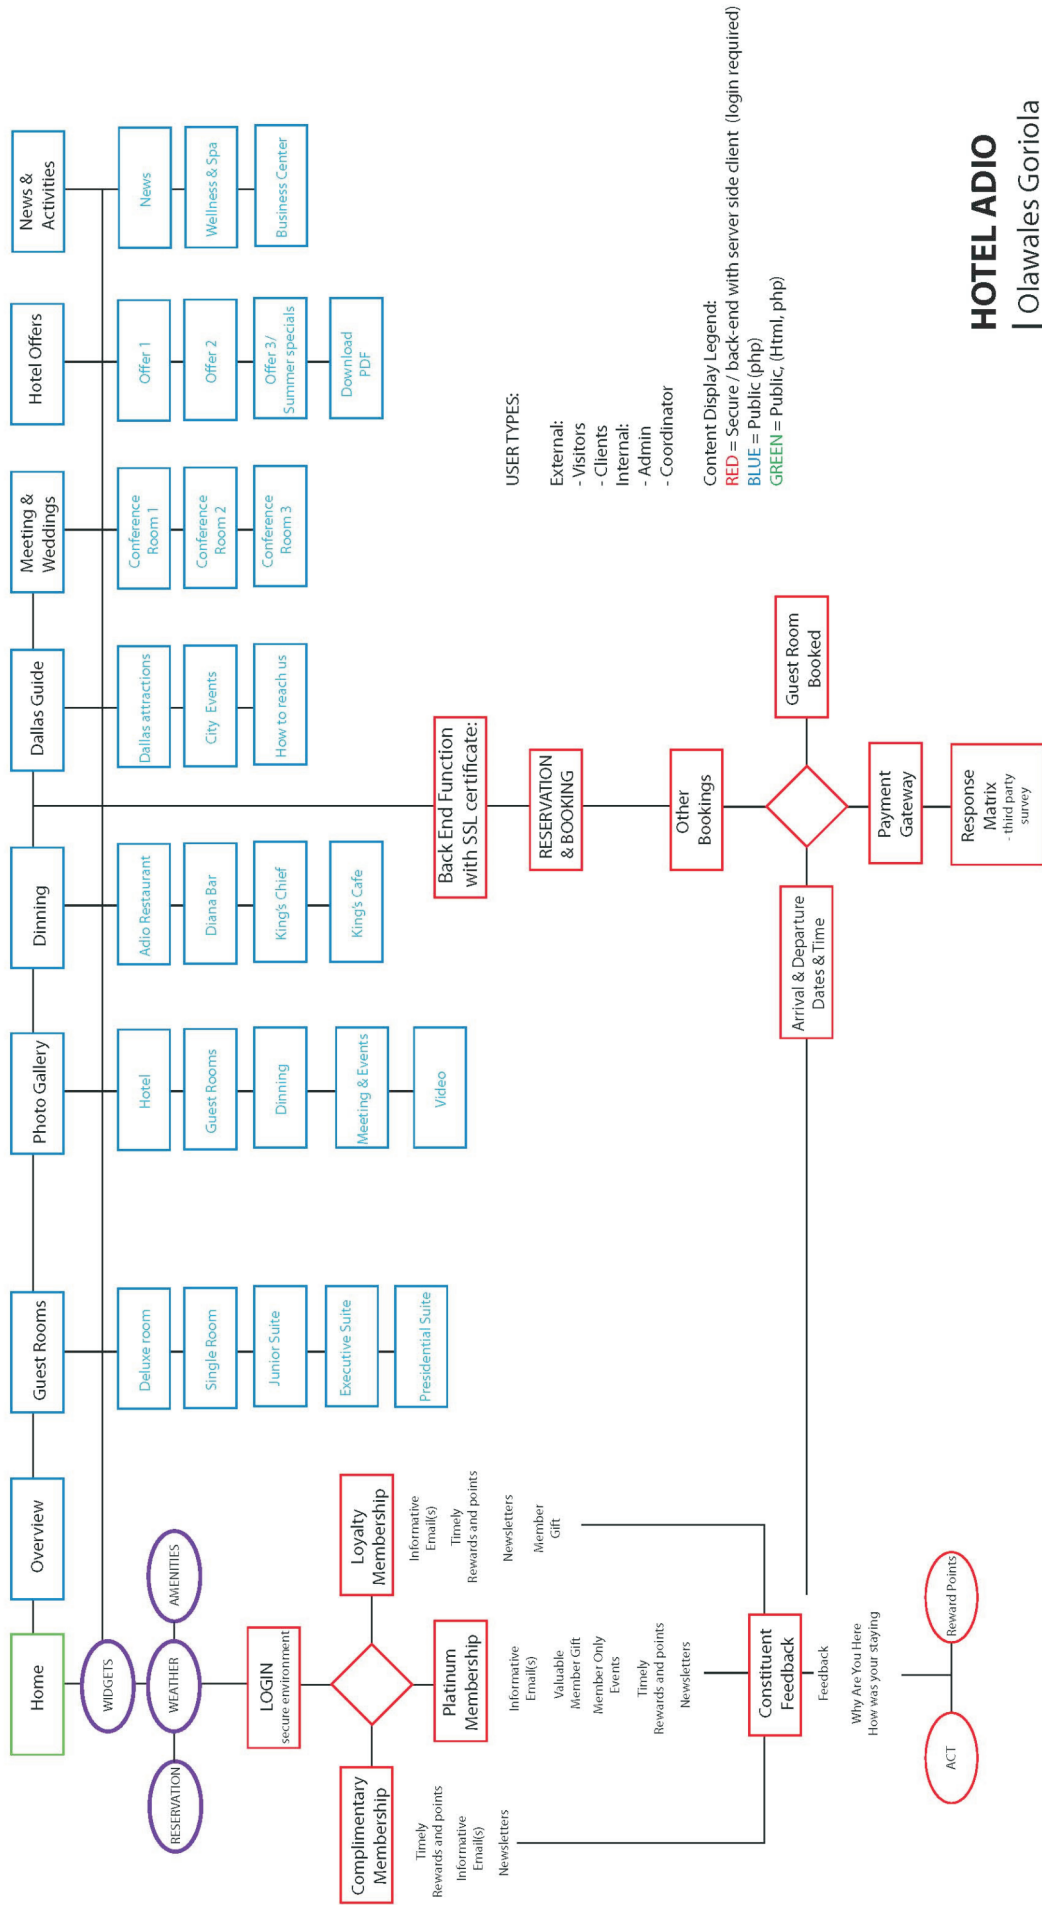 Home
Overview
Guest Rooms
Photo Gallery
Dinning
Dallas Guide
Meeting &
Weddings
Hotel Offers
News &
Activities
WIDGETS
RESERVATION
WEATHER
AMENITIES
LOGIN
secure environment
Complimentary
Membership
Timely
Rewards and points
Informative
Email(s)
Newsletters
Platinum
Membership
Informative
Email(s)
Valuable
Member Gift
Member Only
Events
Timely
Rewards and points
Newsletters
Loyalty
Membership
Informative
Email(s)
Timely
Rewards and points
Newsletters
Member
Gift
Constituent
Feedback
Feedback
Why Are You Here
How was your staying
ACT
Reward Points
Deluxe room
Single Room
Junior Suite
Executive Suite
Presidential Suite
Hotel
Guest Rooms
Dinning
Meeting & Events
Video
Adio Restaurant
Diana Bar
King's Chief
King's Cafe
Dallas attractions
City Events
How to reach us
Conference
Room 1
Conference
Room 2
Conference
Room 3
Offer 1
Offer 2
Offer 3/
Summer specials
Download
PDF
News
Wellness & Spa
Business Center
Back End Function
with SSL certificate:
RESERVATION
& BOOKING
Other
Bookings
Arrival & Departure
Dates & Time
Guest Room
Booked
Payment
Gateway
Response
Matrix
- third party
survey
USER TYPES:
External:
- Visitors
- Clients
Internal:
- Admin
- Coordinator
Content Display Legend:
RED = Secure / back-end with server side client (login required)
BLUE = Public (php)
GREEN = Public, (Html, php)
HOTEL ADIO
| Olawales Goriola